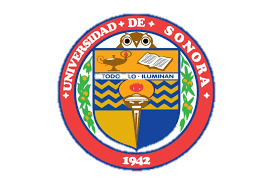 UNIVERSIDAD DE SONORA
TODO LO ILUMINAN
1942